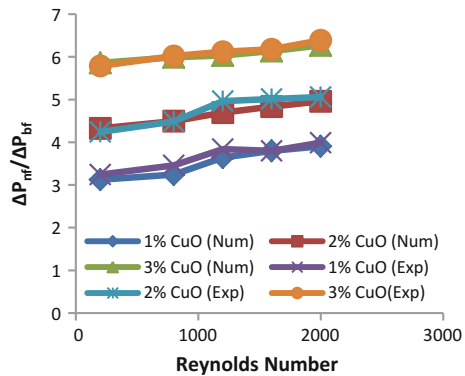 7
6
5
4
3
2
1
0
ΔPnf/ΔPbf
1% CuO (Num) 2% CuO (Num)
3% CuO (Num) 1% CuO (Exp)
2% CuO (Exp) 3% CuO(Exp)
0 1000 2000 3000
Reynolds Number